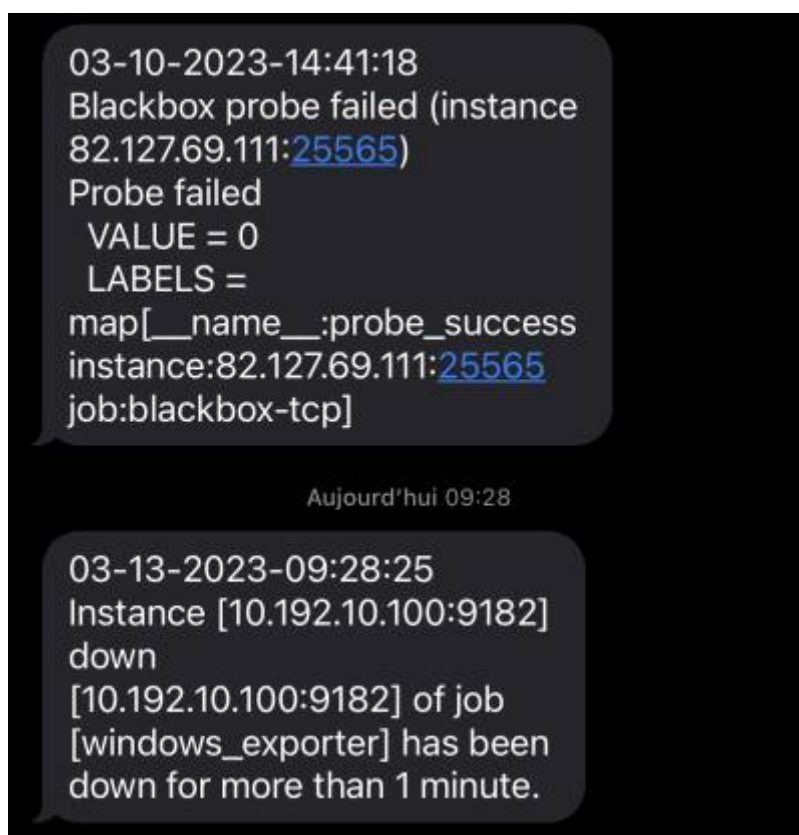 03-10-2023-14:41:18
Blackbox probe failed (instance
82.127.69.111:25565)
Probe failed
VALUE = 0
LABELS =
map[__name__:probe_success
instance:82.127.69.111:25565
job:blackbox-tcp]
Aujourd'hui 09:28
03-13-2023-09:28:25
Instance [10.192.10.100:9182]
down
[10.192.10.100:9182] of job
[windows_exporter] has been
down for more than 1 minute.